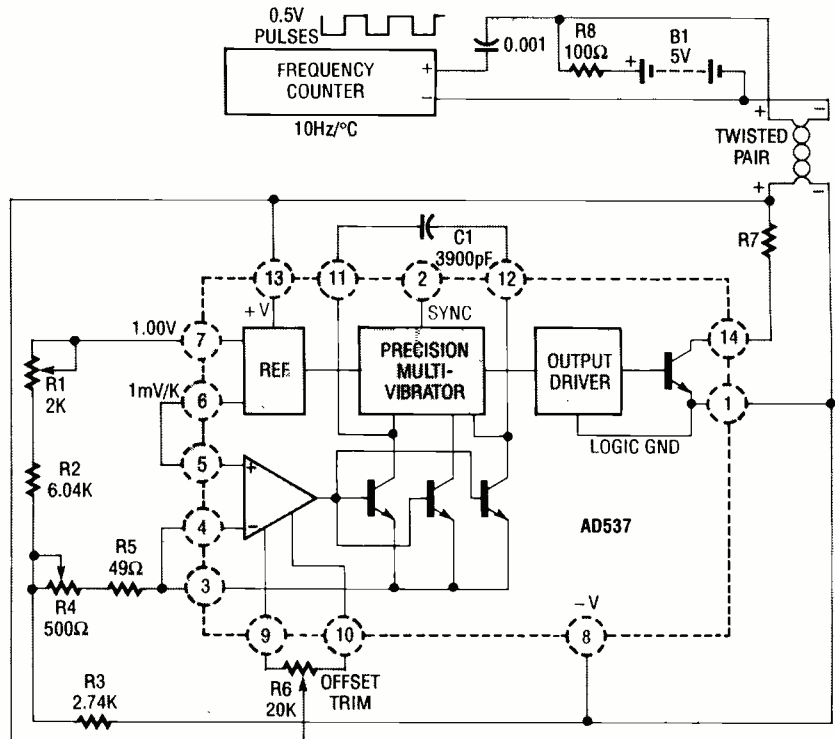 0.5V
PULSES
FREQUENCY
COUNTER
+
−
10Hz/°C
0.001
R8
100Ω
B1
5V
+
+
−
TWISTED
PAIR
+
−
R7
C1
3900pF
13
11
2
12
+V
SYNC
1.00V
7
REF
PRECISION
MULTI-
VIBRATOR
OUTPUT
DRIVER
14
1
LOGIC GND
R1
2K
1mV/K
6
5
+
4
−
R2
6.04K
AD537
R5
49Ω
3
R4
500Ω
−V
9
10
8
R6
20K
OFFSET
TRIM
R3
2.74K